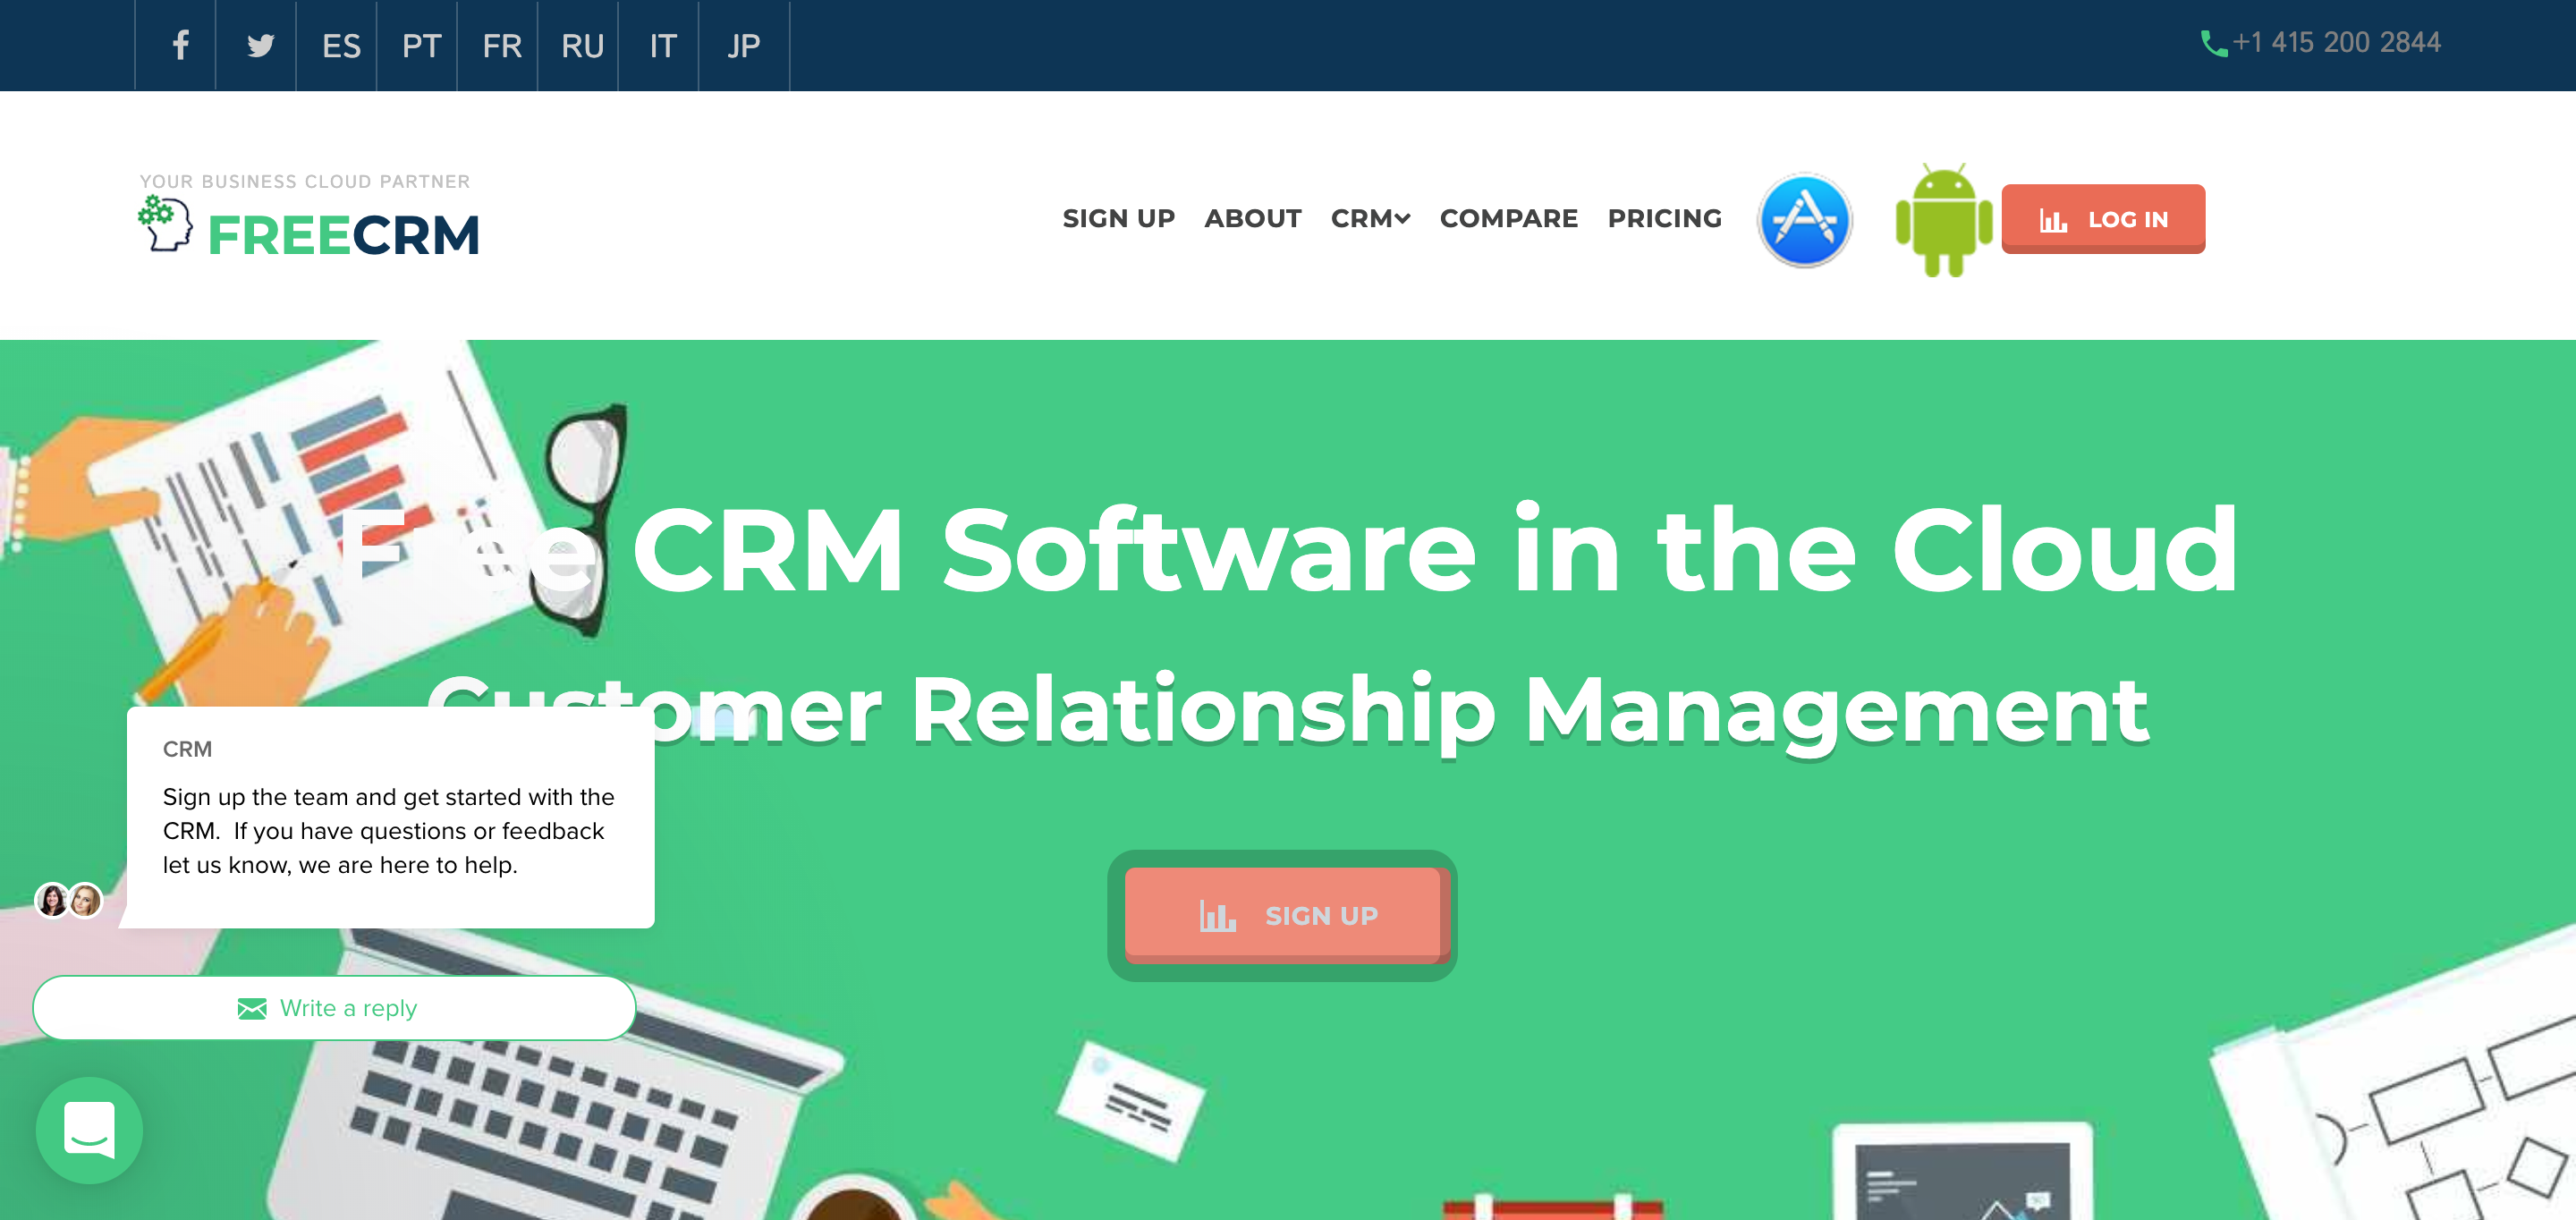 ES PT FR RU IT JP
+1 415 200 2844
YOUR BUSINESS CLOUD PARTNER
FREECRM
SIGN UP ABOUT CRM COMPARE PRICING
LOG IN
Free CRM Software in the Cloud
Customer Relationship Management
CRM
Sign up the team and get started with the
CRM.  If you have questions or feedback
let us know, we are here to help.
SIGN UP
Write a reply